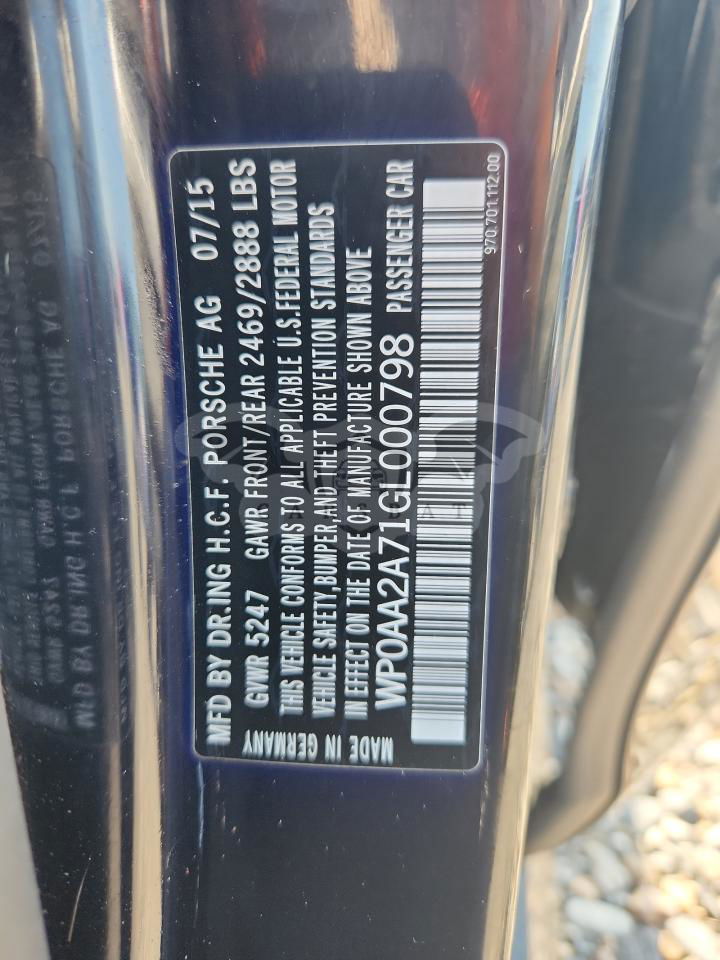 MFD BY DR.ING H.C.F. PORSCHE AG 07/15
GVWR 5247 GAWR FRONT/REAR 2469/2888 LBS
THIS VEHICLE CONFORMS TO ALL APPLICABLE U.S.FEDERAL MOTOR
VEHICLE SAFETY,BUMPER,AND THEFT PREVENTION STANDARDS
IN EFFECT ON THE DATE OF MANUFACTURE SHOWN ABOVE
MADE IN GERMANY WP0AA2A71GL000798 PASSENGER CAR
970.701.112.00